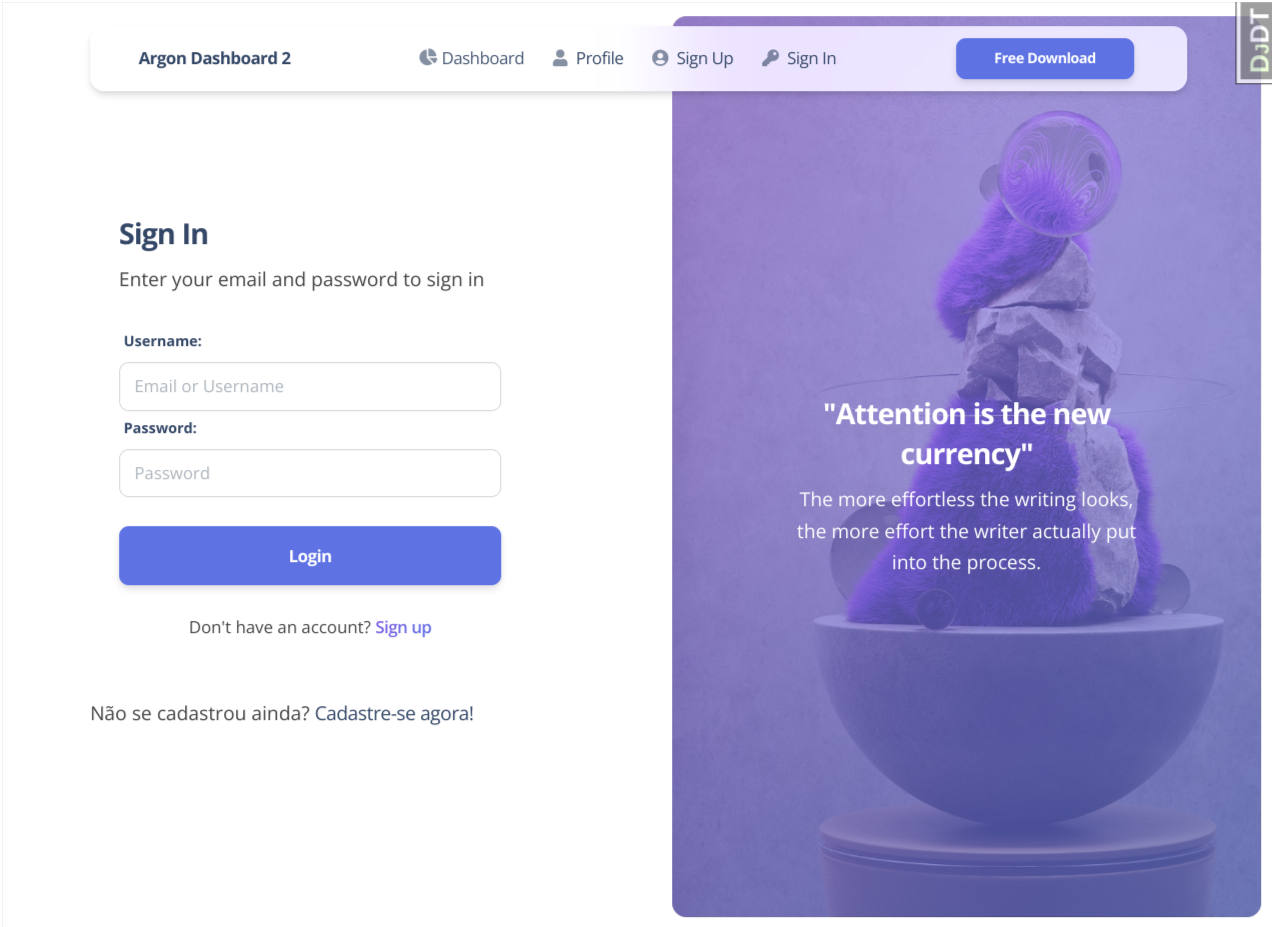 Argon Dashboard 2
Dashboard
Profile
Sign Up
Sign In
Free Download
DjDT
Sign In
Enter your email and password to sign in
Username:
Email or Username
Password:
Password
Login
Don't have an account? Sign up
Não se cadastrou ainda? Cadastre-se agora!
"Attention is the new
currency"
The more effortless the writing looks,
the more effort the writer actually put
into the process.